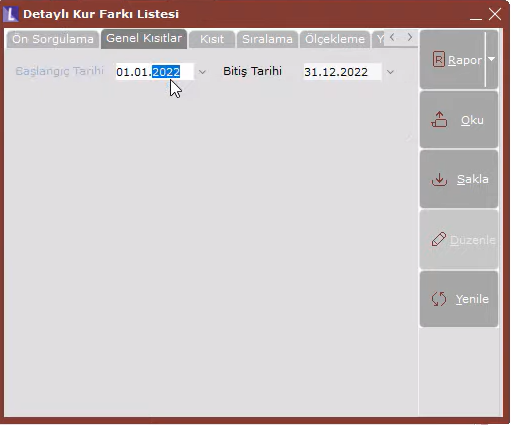 Detaylı Kur Farkı Listesi
Ön Sorgulama Genel Kısıtlar Kısıt Sıralama Ölçekleme Y
Başlangıç Tarihi 01.01.2022 Bitiş Tarihi 31.12.2022
Rapor
Oku
Sakla
Düzenle
Yenile